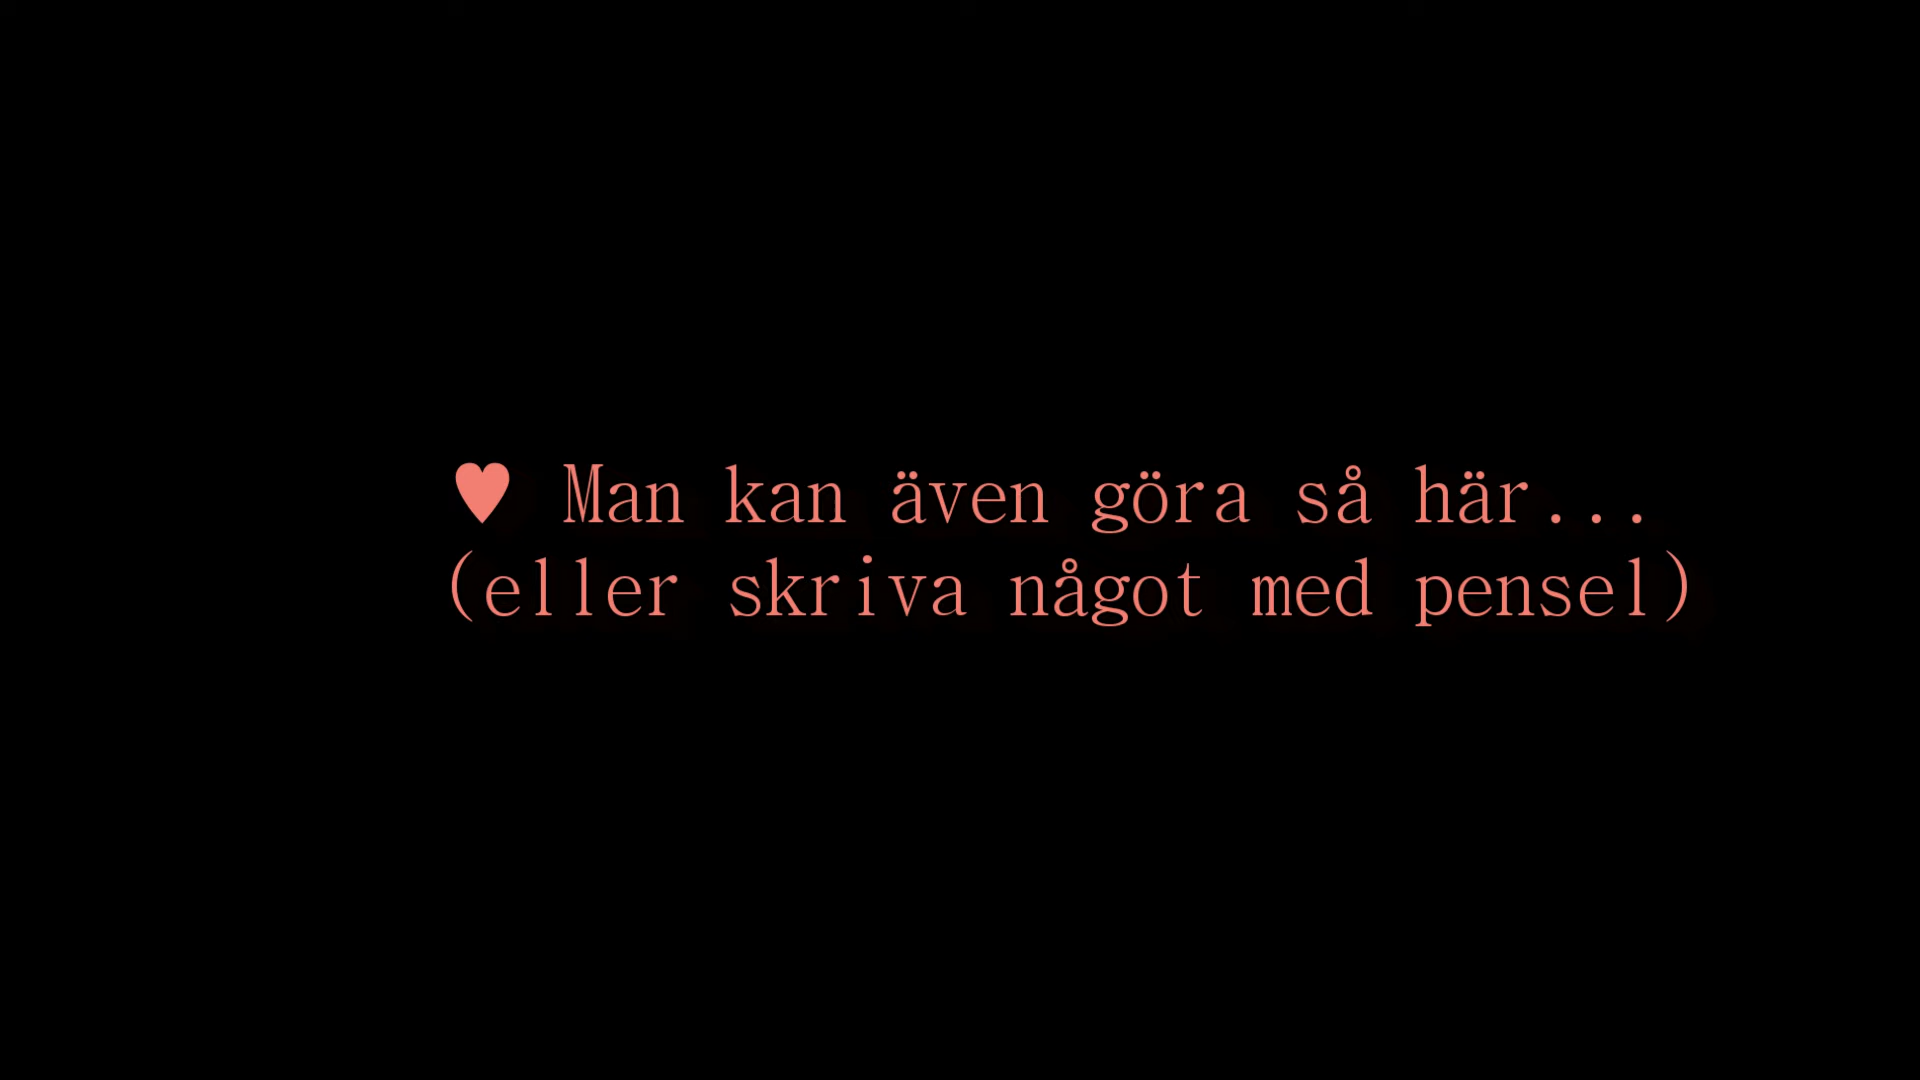 ♥ Man kan även göra så här...
(eller skriva något med pensel)